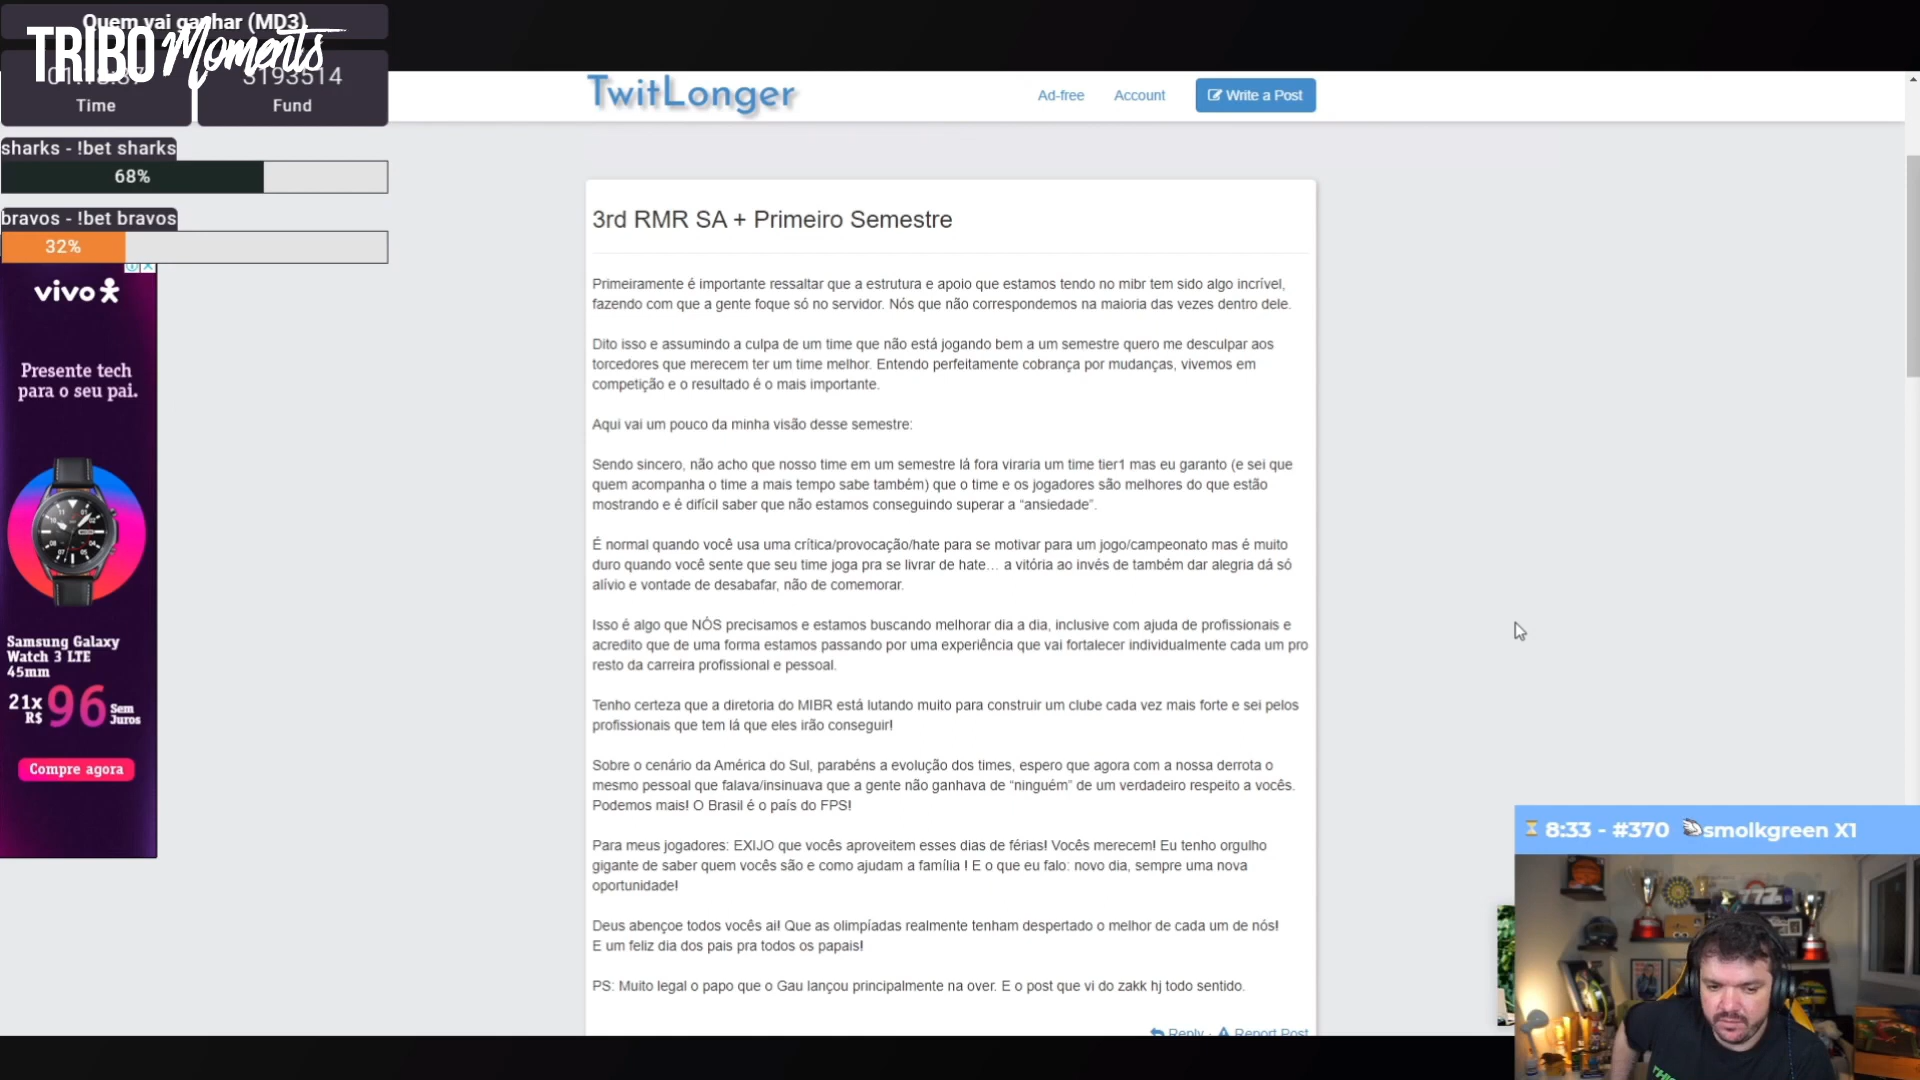 Quem vai ganhar (MD3)
TRIBO Moments
Time
3193514
Fund
sharks - !bet sharks
68%
bravos - !bet bravos
32%
vivo
Presente tech
para o seu pai.
Samsung Galaxy
Watch 3 LTE
45mm
21x
R$
96
Sem
Juros
Compre agora
TwitLonger
Ad-free
Account
Write a Post
3rd RMR SA + Primeiro Semestre
Primeiramente é importante ressaltar que a estrutura e apoio que estamos tendo no mibr tem sido algo incrível,
fazendo com que a gente foque só no servidor. Nós que não correspondemos na maioria das vezes dentro dele.
Dito isso e assumindo a culpa de um time que não está jogando bem a um semestre quero me desculpar aos
torcedores que merecem ter um time melhor. Entendo perfeitamente cobrança por mudanças, vivemos em
competição e o resultado é o mais importante.
Aqui vai um pouco da minha visão desse semestre:
Sendo sincero, não acho que nosso time em um semestre lá fora viraria um time tier1 mas eu garanto (e sei que
quem acompanha o time a mais tempo sabe também) que o time e os jogadores são melhores do que estão
mostrando e é difícil saber que não estamos conseguindo superar a “ansiedade”.
É normal quando você usa uma crítica/provocação/hate para se motivar para um jogo/campeonato mas é muito
duro quando você sente que seu time joga pra se livrar de hate… a vitória ao invés de também dar alegria dá só
alívio e vontade de desabafar, não de comemorar.
Isso é algo que NÓS precisamos e estamos buscando melhorar dia a dia, inclusive com ajuda de profissionais e
acredito que de uma forma estamos passando por uma experiência que vai fortalecer individualmente cada um pro
resto da carreira profissional e pessoal.
Tenho certeza que a diretoria do MIBR está lutando muito para construir um clube cada vez mais forte e sei pelos
profissionais que tem lá que eles irão conseguir!
Sobre o cenário da América do Sul, parabéns a evolução dos times, espero que agora com a nossa derrota o
mesmo pessoal que falava/insinuava que a gente não ganhava de “ninguém” de um verdadeiro respeito a vocês.
Podemos mais! O Brasil é o país do FPS!
Para meus jogadores: EXIJO que vocês aproveitem esses dias de férias! Vocês merecem! Eu tenho orgulho
gigante de saber quem vocês são e como ajudam a família ! E o que eu falo: novo dia, sempre uma nova
oportunidade!
Deus abençoe todos vocês ai! Que as olimpíadas realmente tenham despertado o melhor de cada um de nós!
E um feliz dia dos pais pra todos os papais!
PS: Muito legal o papo que o Gau lançou principalmente na over. E o post que vi do zakk hj todo sentido.
Reply · Report Post
8:33 - #370 smolkgreen X1